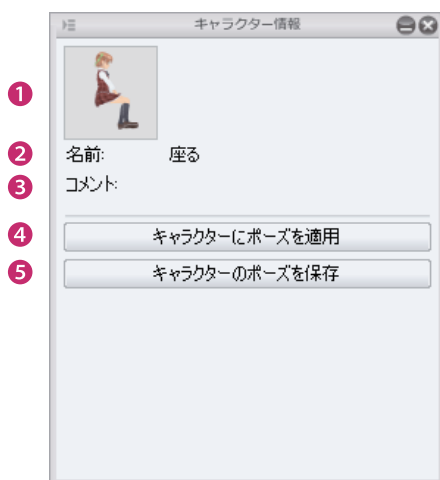 キャラクター情報
1
2 名前: 座る
3 コメント:
4 キャラクターにポーズを適用
5 キャラクターのポーズを保存